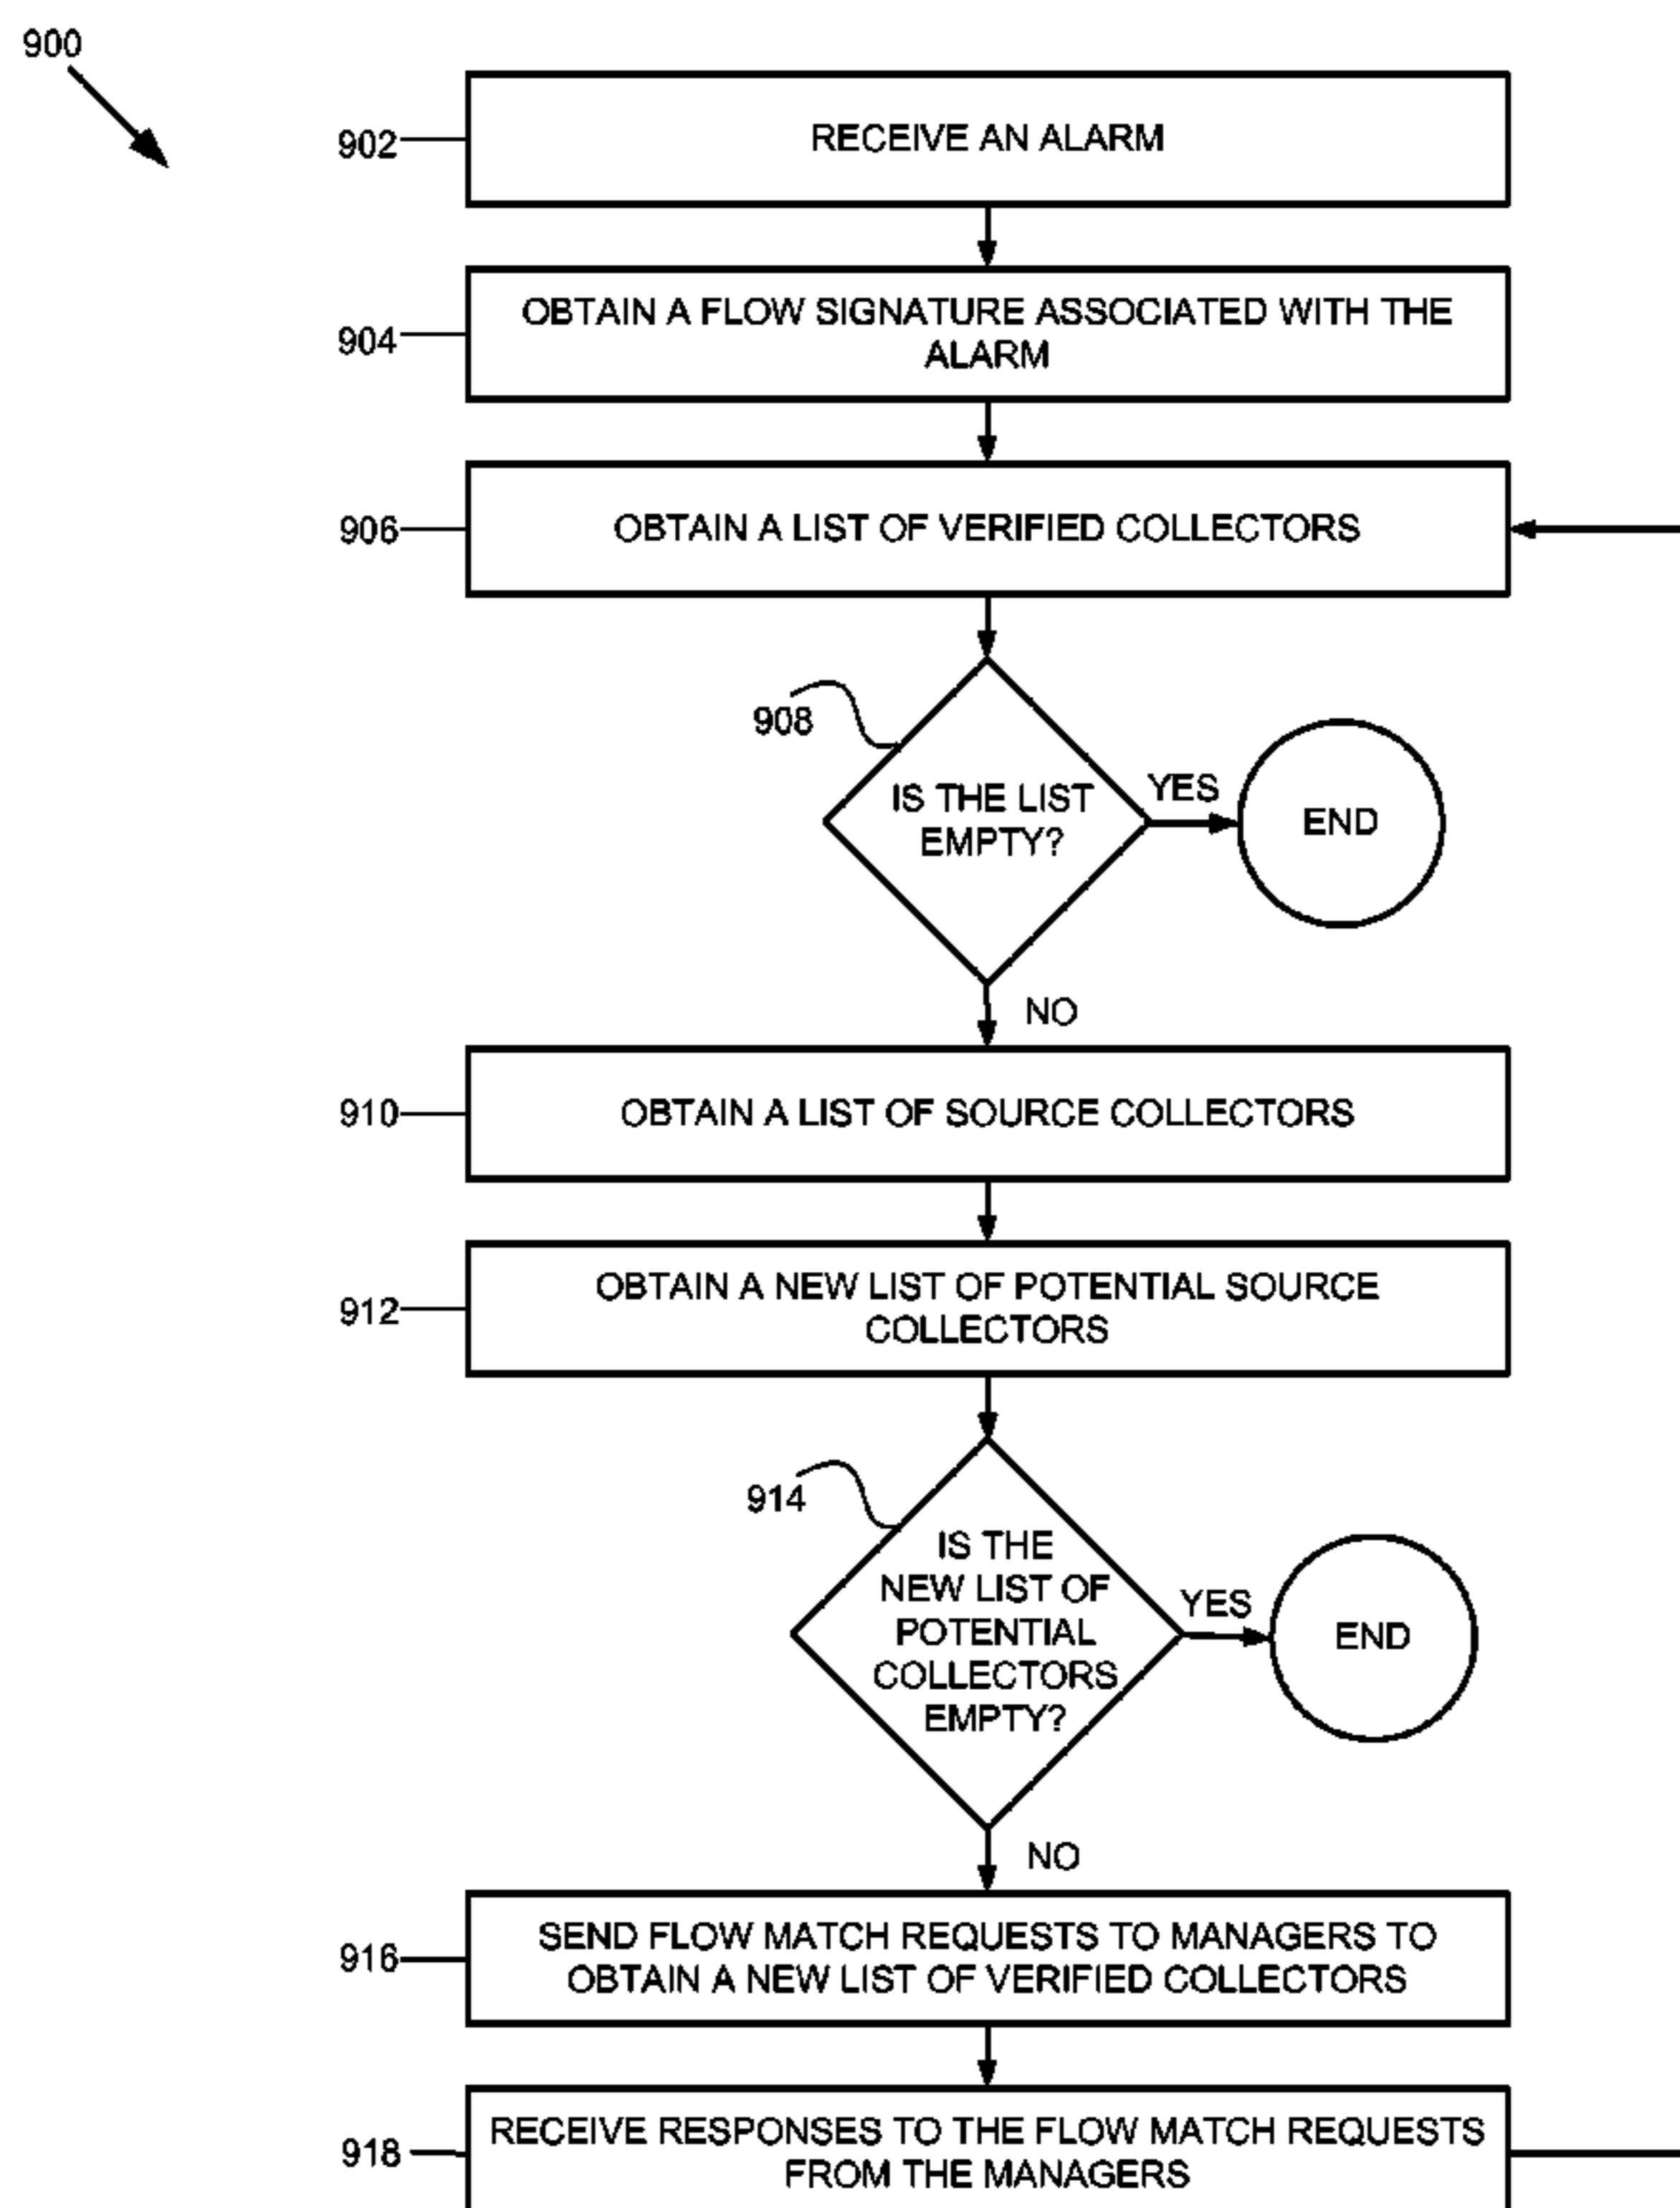 900
902
RECEIVE AN ALARM
904
OBTAIN A FLOW SIGNATURE ASSOCIATED WITH THE
ALARM
906
OBTAIN A LIST OF VERIFIED COLLECTORS
908
IS THE LIST
EMPTY?
YES
END
NO
910
OBTAIN A LIST OF SOURCE COLLECTORS
912
OBTAIN A NEW LIST OF POTENTIAL SOURCE
COLLECTORS
914
IS THE
NEW LIST OF
POTENTIAL
COLLECTORS
EMPTY?
YES
END
NO
916
SEND FLOW MATCH REQUESTS TO MANAGERS TO
OBTAIN A NEW LIST OF VERIFIED COLLECTORS
918
RECEIVE RESPONSES TO THE FLOW MATCH REQUESTS
FROM THE MANAGERS